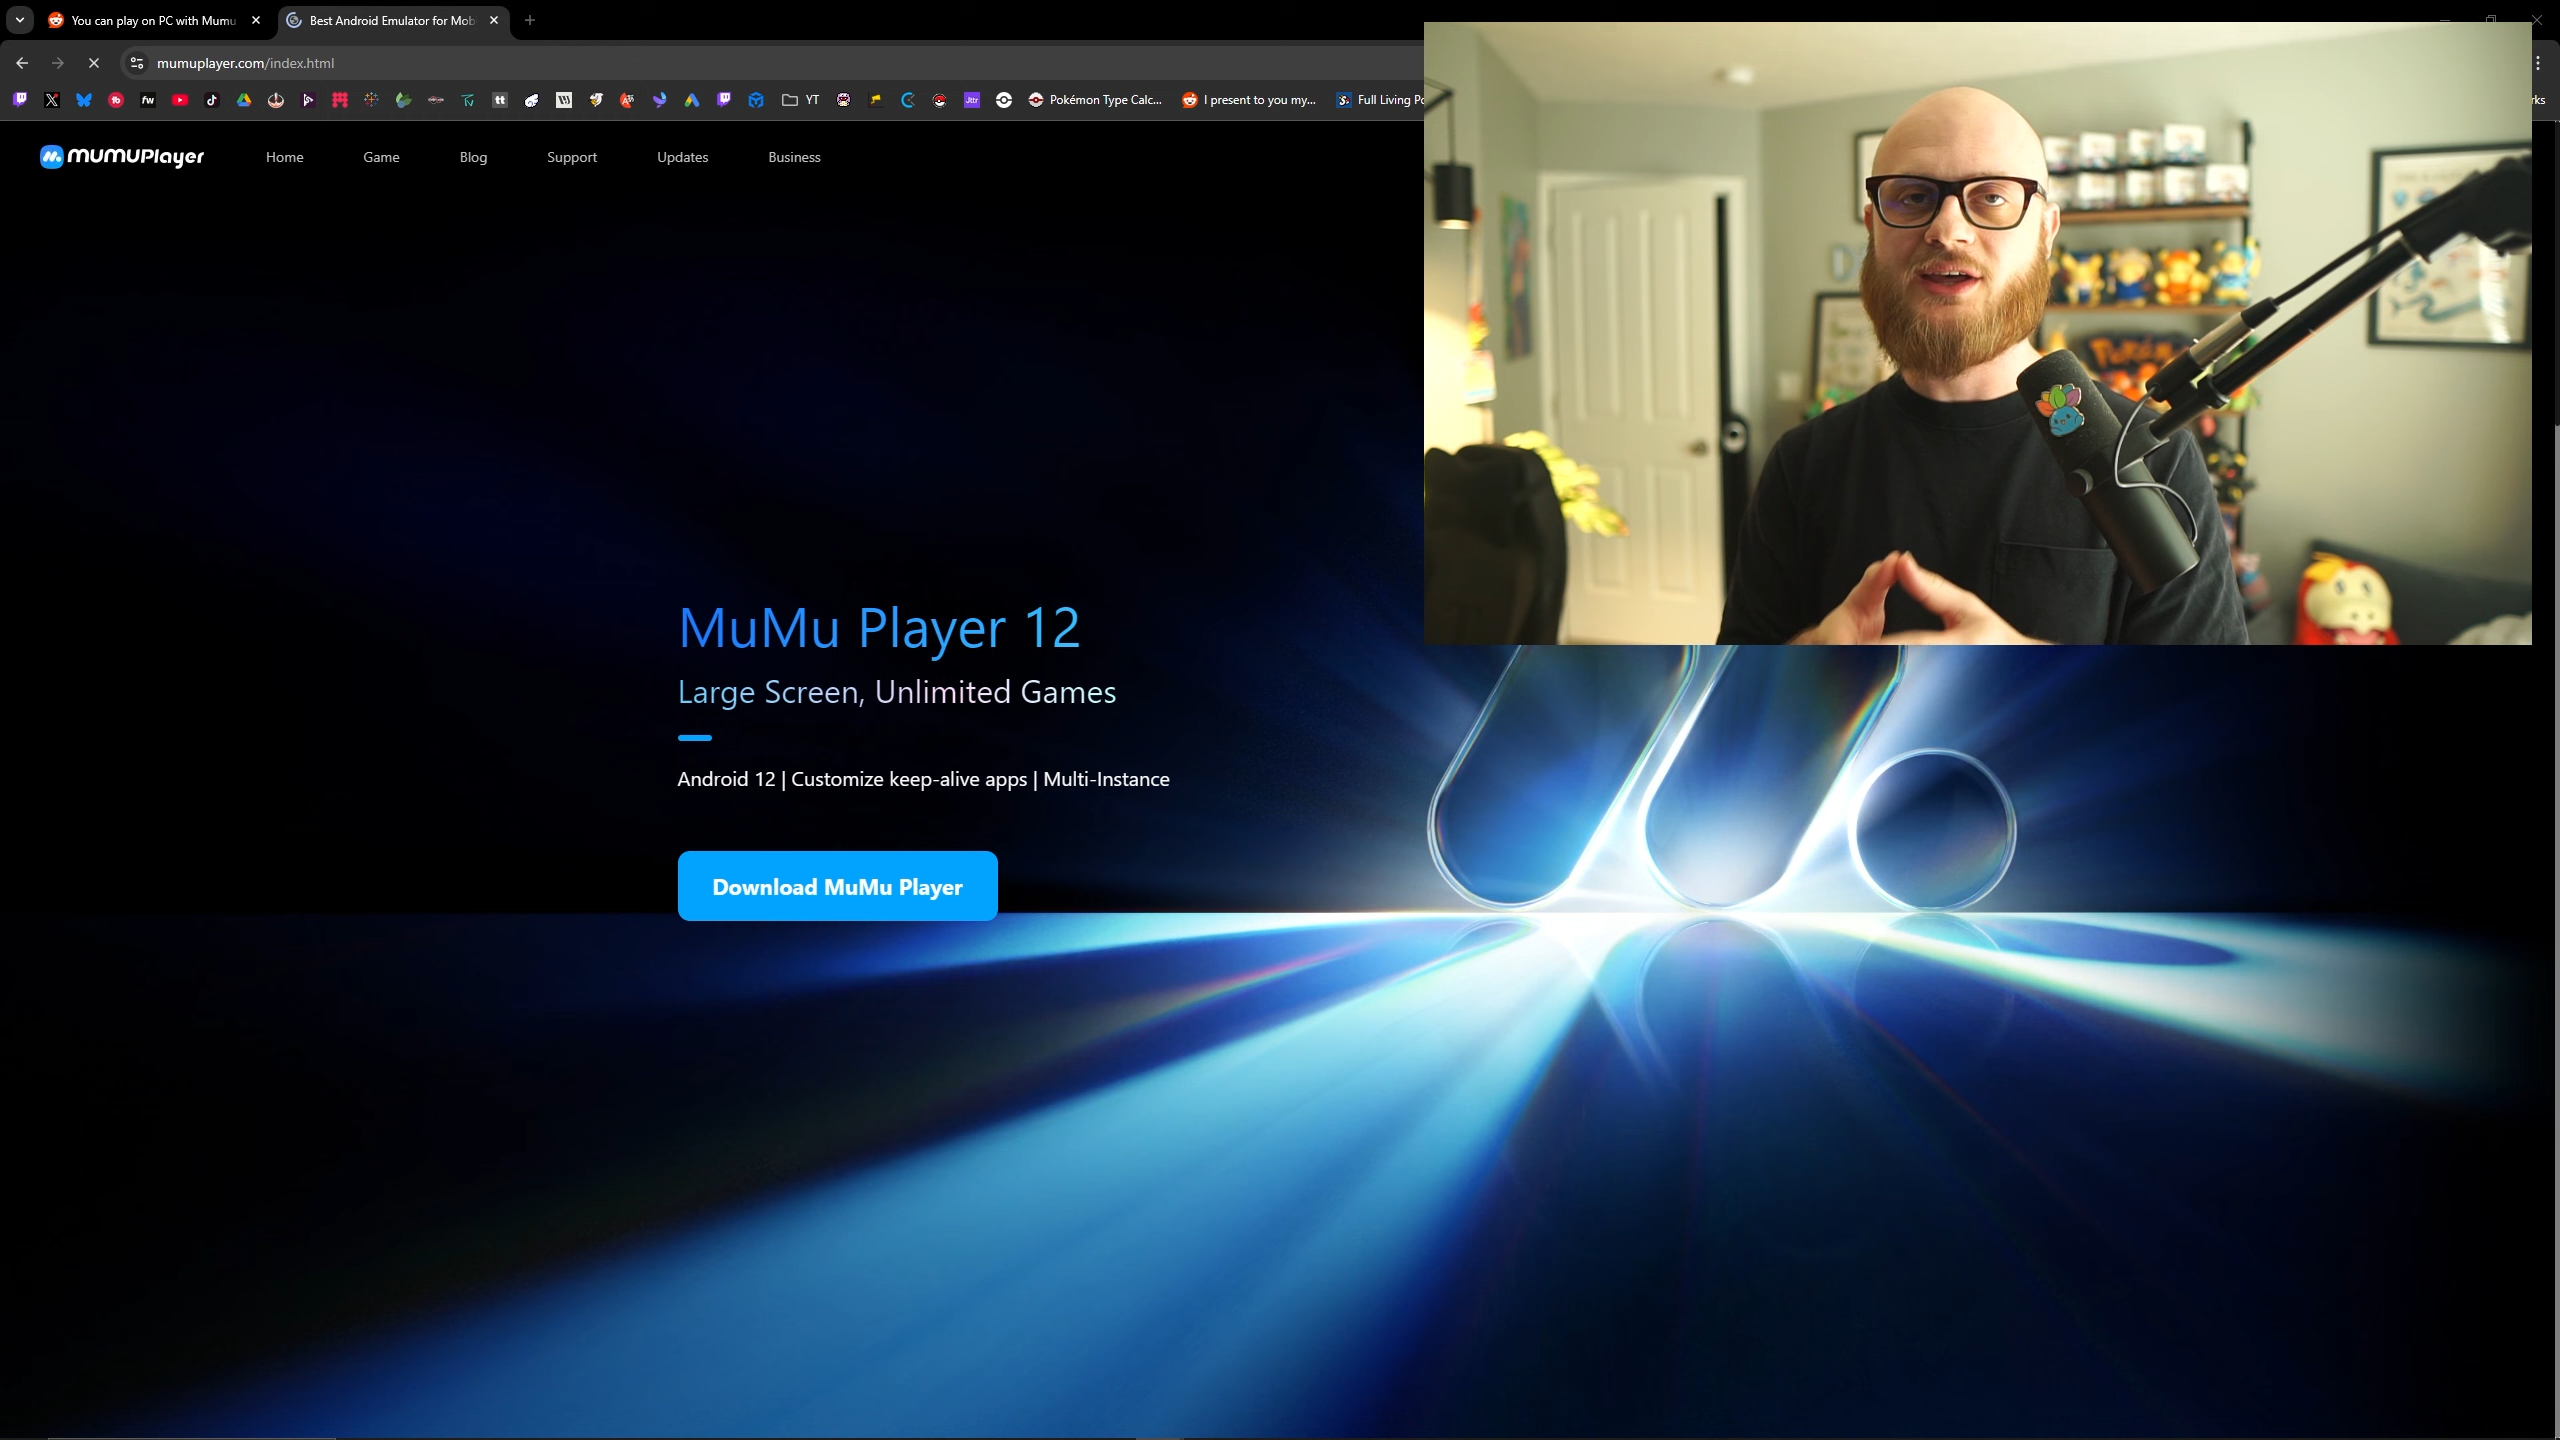 You can play on PC with Mumu
Best Android Emulator for Mob
mumuplayer.com/index.html
YT
Pokémon Type Calc...
I present to you my...
Full Living Po
rks
MUMUPlayer
Home
Game
Blog
Support
Updates
Business
MuMu Player 12
Large Screen, Unlimited Games
Android 12 | Customize keep-alive apps | Multi-Instance
Download MuMu Player